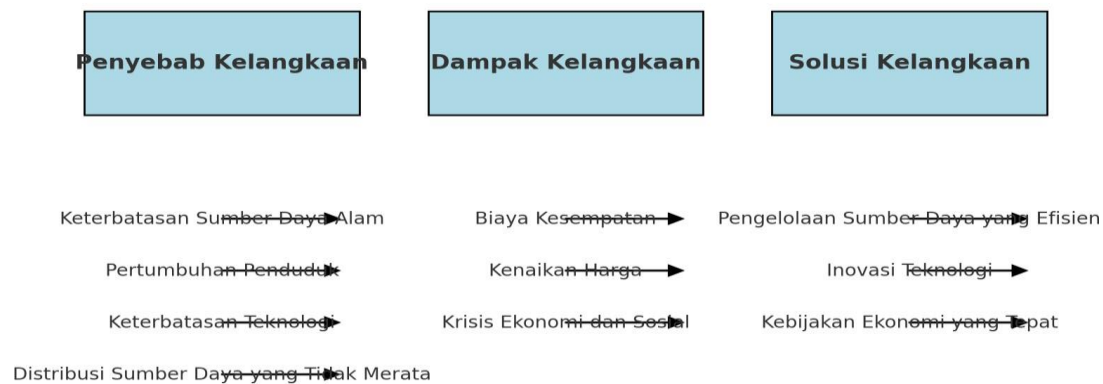 Penyebab Kelangkaan
Dampak Kelangkaan
Solusi Kelangkaan
Keterbatasan Sumber Daya Alam
Biaya Kesempatan
Pengelolaan Sumber Daya yang Efisien
Pertumbuhan Penduduk
Kenaikan Harga
Inovasi Teknologi
Keterbatasan Teknologi
Krisis Ekonomi dan Sosial
Kebijakan Ekonomi yang Tepat
Distribusi Sumber Daya yang Tidak Merata